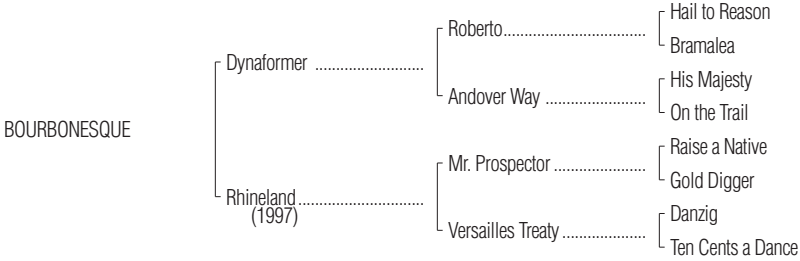 Hail to Reason
Roberto..............................
Bramalea
Dynaformer .......................
His Majesty
Andover Way .....................
On the Trail
BOURBONESQUE
Raise a Native
Mr. Prospector ...................
Gold Digger
Rhineland...........................
(1997)
Danzig
Versailles Treaty .................
Ten Cents a Dance